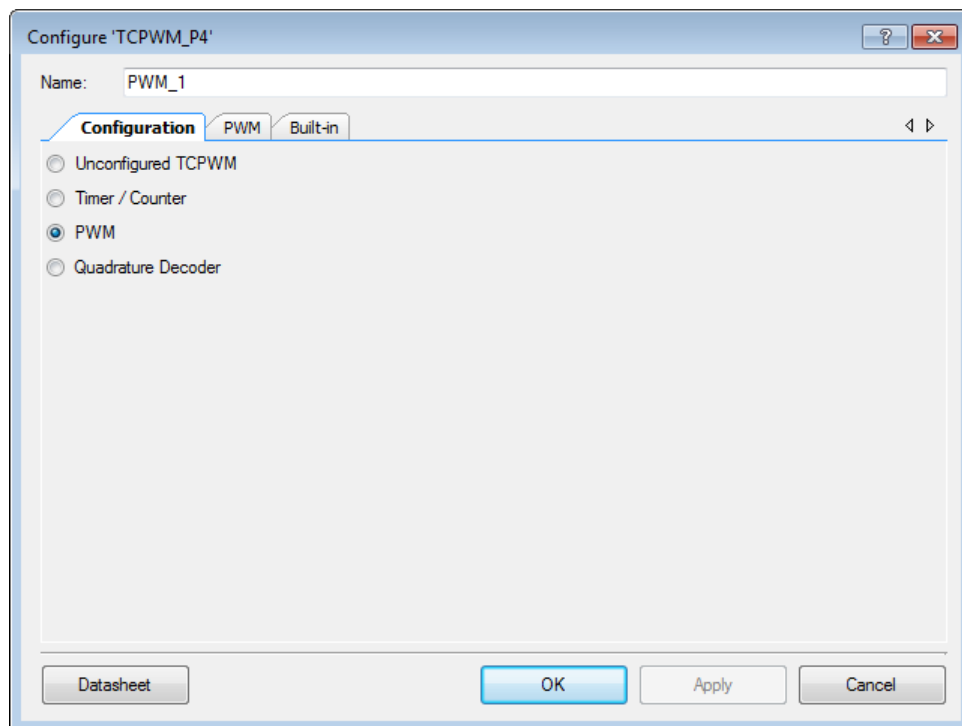 Configure 'TCPWM_P4'
?
Name: PWM_1
Configuration PWM Built-in
Unconfigured TCPWM
Timer / Counter
PWM
Quadrature Decoder
Datasheet OK Apply Cancel